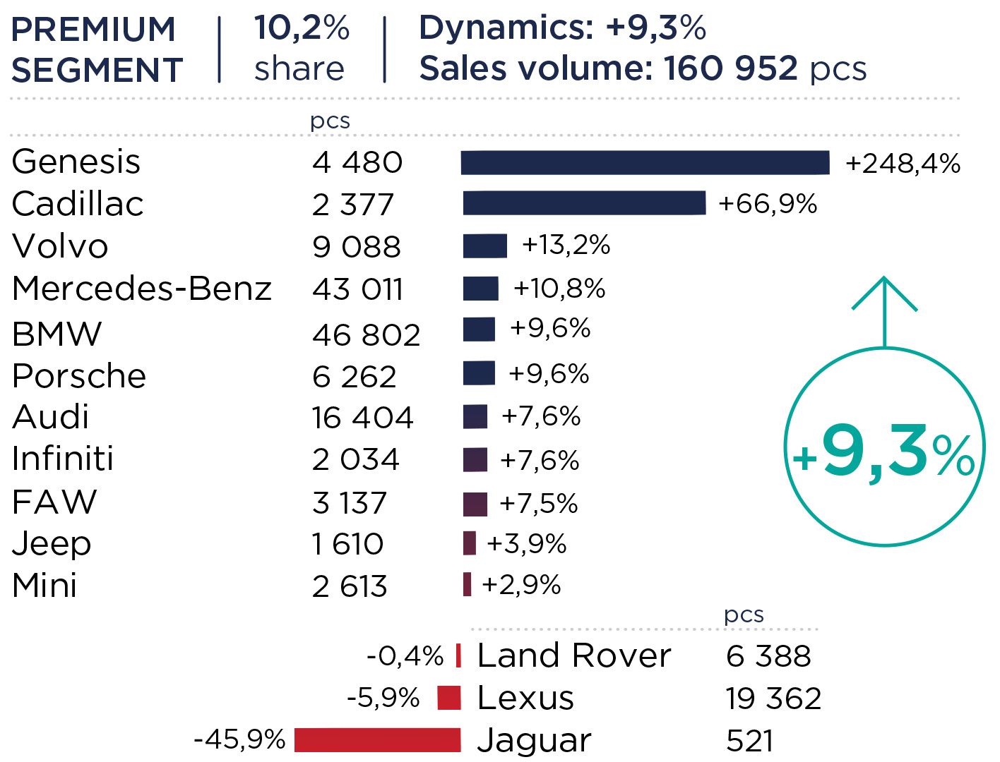 PREMIUM
SEGMENT
10,2%
share
Dynamics: +9,3%
Sales volume: 160 952 pcs
pcs
Genesis 4 480 +248,4%
Cadillac 2 377 +66,9%
Volvo 9 088 +13,2%
Mercedes-Benz 43 011 +10,8%
BMW 46 802 +9,6%
Porsche 6 262 +9,6%
Audi 16 404 +7,6%
Infiniti 2 034 +7,6%
FAW 3 137 +7,5%
Jeep 1 610 +3,9%
Mini 2 613 +2,9%
+9,3%
pcs
-0,4% Land Rover 6 388
-5,9% Lexus 19 362
-45,9% Jaguar 521